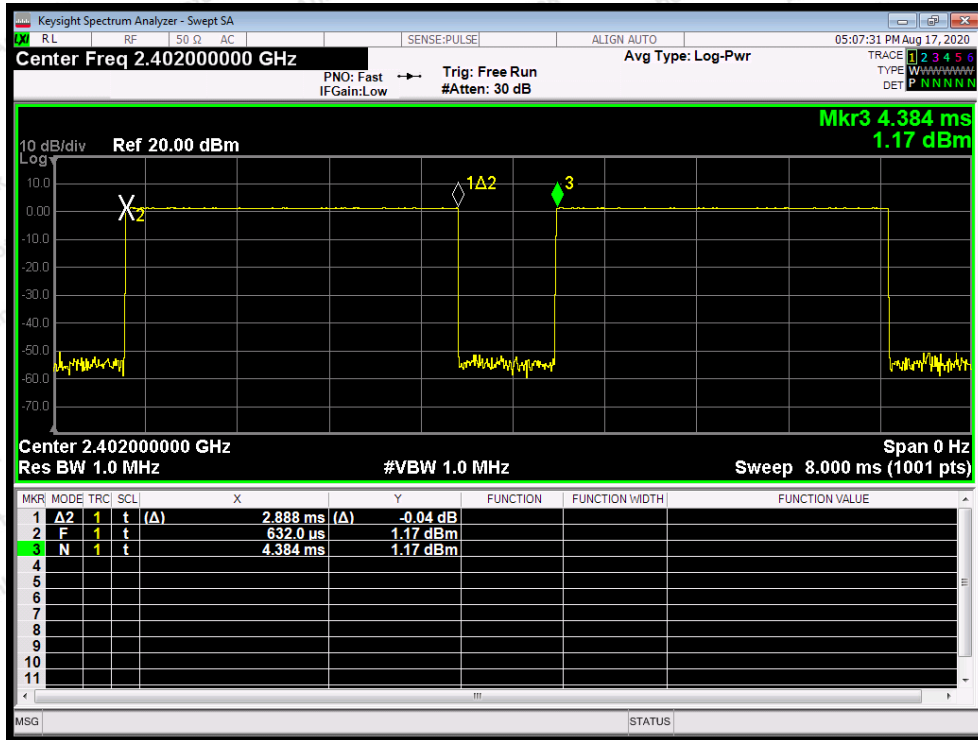 Keysight Spectrum Analyzer - Swept SA
LXI RL RF 50 Ω AC SENSE:PULSE ALIGN AUTO 05:07:31 PM Aug 17, 2020
Center Freq 2.402000000 GHz Avg Type: Log-Pwr TRACE 1 2 3 4 5 6
PNO: Fast Trig: Free Run TYPE WWWWWW
IFGain:Low #Atten: 30 dB DET P N N N N N
Mkr3 4.384 ms
10 dB/div Ref 20.00 dBm 1.17 dBm
Log
10.0 1Δ2 3
0.00 2
-10.0
-20.0
-30.0
-40.0
-50.0
-60.0
-70.0
Center 2.402000000 GHz Span 0 Hz
Res BW 1.0 MHz #VBW 1.0 MHz Sweep 8.000 ms (1001 pts)
MKR MODE TRC SCL X Y FUNCTION FUNCTION WIDTH FUNCTION VALUE
1 Δ2 1 t (Δ) 2.888 ms (Δ) -0.04 dB
2 F 1 t 632.0 µs 1.17 dBm
3 N 1 t 4.384 ms 1.17 dBm
4
5
6
7
8
9
10
11
MSG STATUS